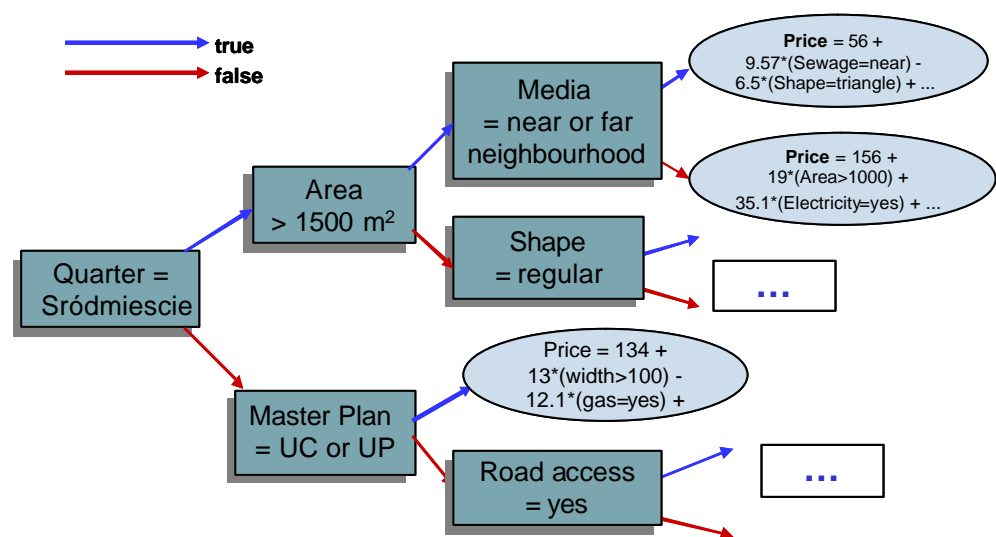 true
false
Quarter =
Sródmiescie
Area
> 1500 m²
Media
= near or far
neighbourhood
Price = 56 +
9.57*(Sewage=near) -
6.5*(Shape=triangle) + ...
Price = 156 +
19*(Area>1000) +
35.1*(Electricity=yes) + ...
Shape
= regular
...
Master Plan
= UC or UP
Price = 134 +
13*(width>100) -
12.1*(gas=yes) +
Road access
= yes
...